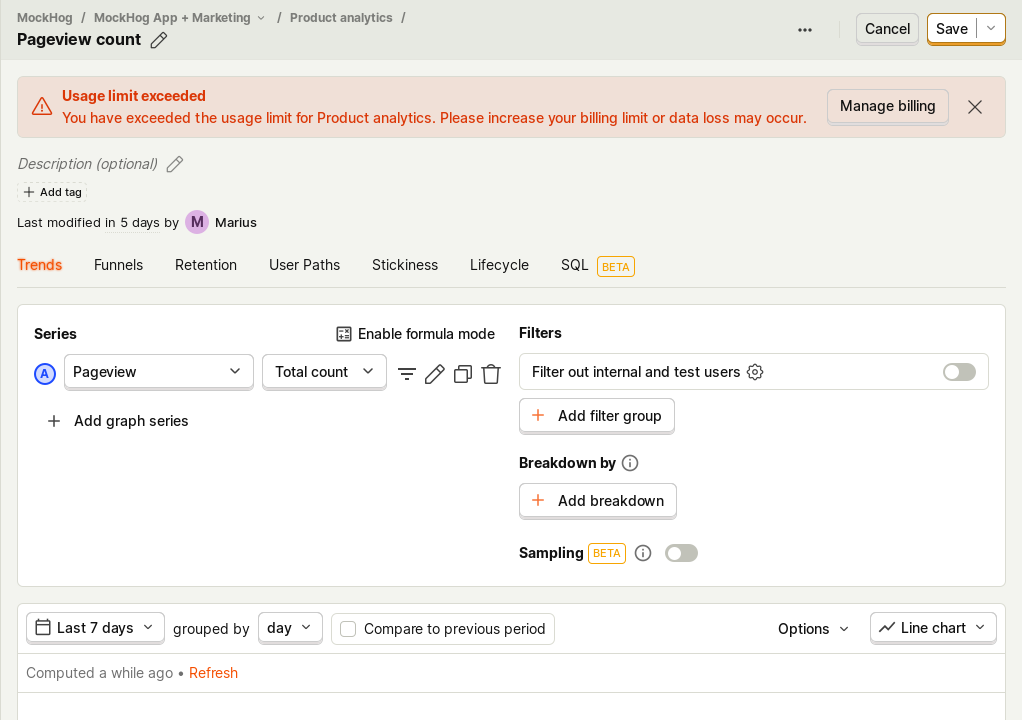 MockHog / MockHog App + Marketing / Product analytics /
Pageview count
Cancel
Save
Usage limit exceeded
You have exceeded the usage limit for Product analytics. Please increase your billing limit or data loss may occur.
Manage billing
Description (optional)
Add tag
Last modified in 5 days by M Marius
Trends Funnels Retention User Paths Stickiness Lifecycle SQL BETA
Series
Enable formula mode
A Pageview Total count
Add graph series
Filters
Filter out internal and test users
Add filter group
Breakdown by
Add breakdown
Sampling BETA
Last 7 days grouped by day Compare to previous period Options Line chart
Computed a while ago • Refresh